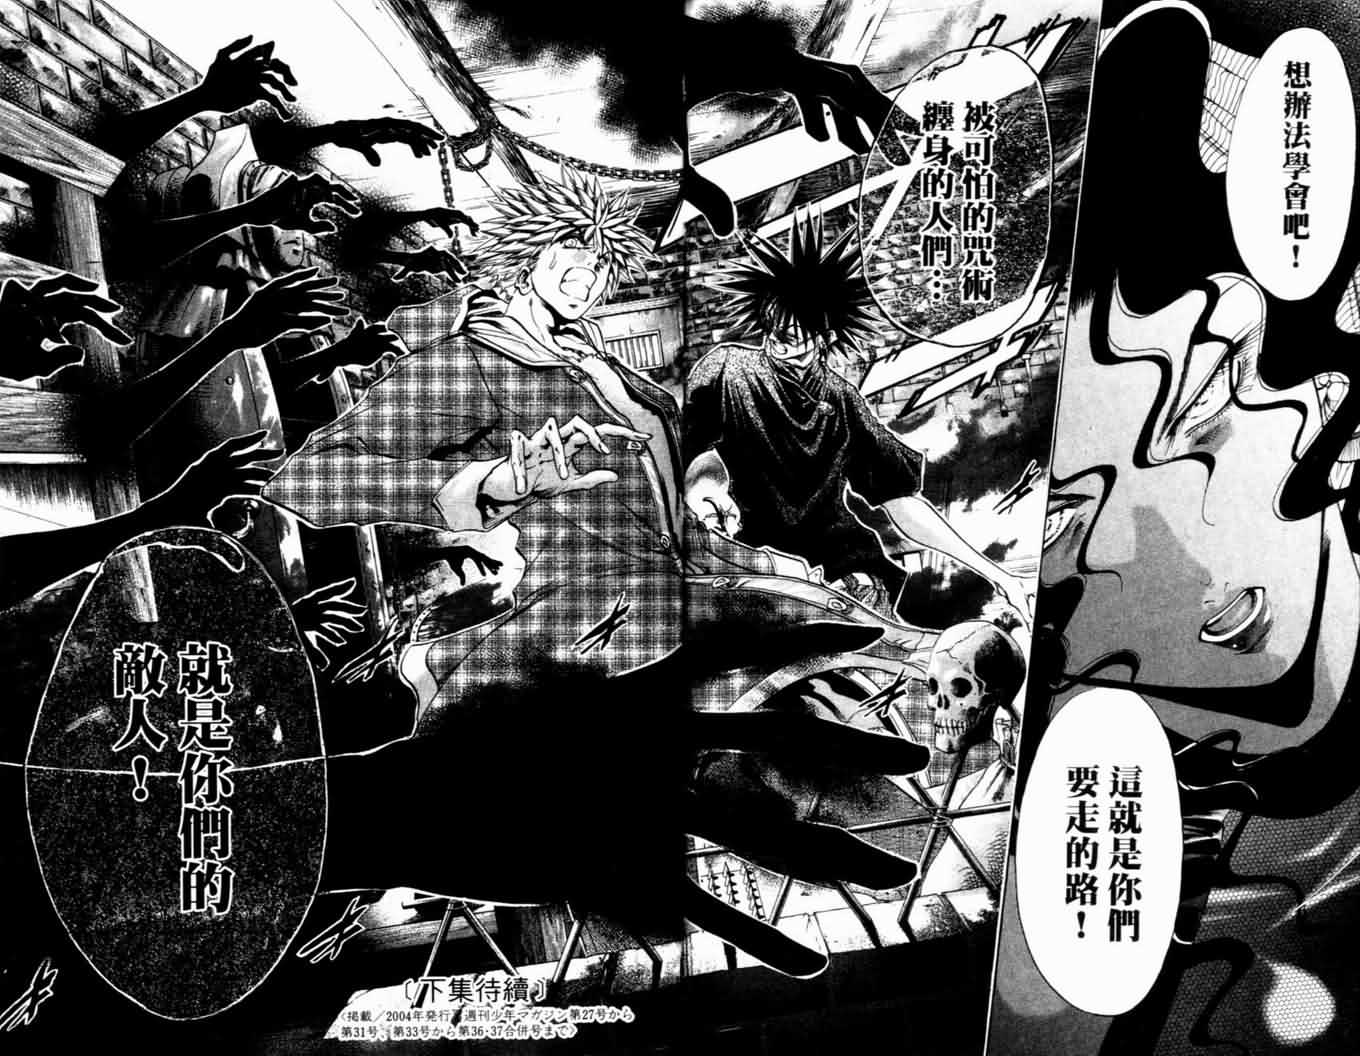 想辦法學會吧！
這就是你們
要走的路！
被可怕的咒術
纏身的人們…
就是你們的
敵人！
〔下集待續〕
〈掲載／2004年発行 週刊少年マガジン第27号から
第31号、第33号から第36・37合併号まで〉